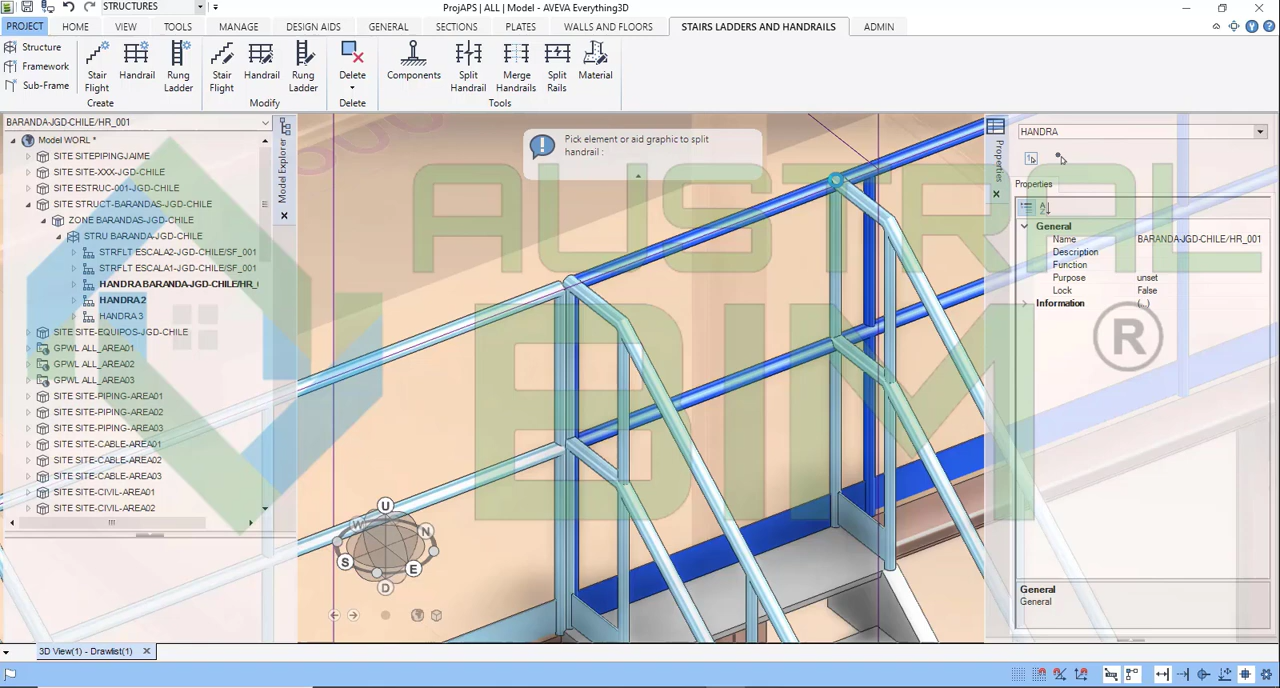 STRUCTURES
ProjAPS | ALL | Model - AVEVA Everything3D
PROJECT HOME VIEW TOOLS MANAGE DESIGN AIDS GENERAL SECTIONS PLATES WALLS AND FLOORS STAIRS LADDERS AND HANDRAILS ADMIN
Structure
Framework
Sub-Frame
Stair Flight
Handrail
Rung Ladder
Create
Stair Flight
Handrail
Rung Ladder
Modify
Delete
Delete
Components
Split Handrail
Merge Handrails
Split Rails
Material
Tools
BARANDA-JGD-CHILE/HR_001
Model WORL *
SITE SITEPIPINGJAIME
SITE SITE-XXX-JGD-CHILE
SITE ESTRUC-001-JGD-CHILE
SITE STRUCT-BARANDAS-JGD-CHILE
ZONE BARANDAS-JGD-CHILE
STRU BARANDA-JGD-CHILE
STRFLT ESCALA2-JGD-CHILE/SF_001
STRFLT ESCALA1-JGD-CHILE/SF_001
HANDRA BARANDA-JGD-CHILE/HR_(
HANDRA 2
HANDRA 3
SITE SITE-EQUIPOS-JGD-CHILE
GPWL ALL_AREA01
GPWL ALL_AREA02
GPWL ALL_AREA03
SITE SITE-PIPING-AREA01
SITE SITE-PIPING-AREA02
SITE SITE-PIPING-AREA03
SITE SITE-CABLE-AREA01
SITE SITE-CABLE-AREA02
SITE SITE-CABLE-AREA03
SITE SITE-CIVIL-AREA01
SITE SITE-CIVIL-AREA02
Model Explorer
Pick element or aid graphic to split
handrail :
AUSTRAL
BIM ®
U
W N
S E
D
Properties
HANDRA
Properties
General
Name BARANDA-JGD-CHILE/HR_001
Description
Function
Purpose unset
Lock False
Information (..)
General
General
3D View(1) - Drawlist(1)